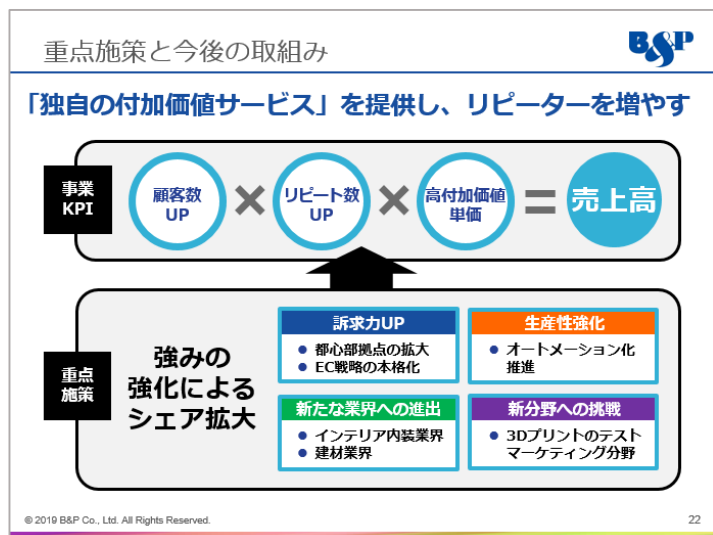 重点施策と今後の取組み
B&P
「独自の付加価値サービス」を提供し、リピーターを増やす
事業
KPI
顧客数
UP
×
リピート数
UP
×
高付加価値
単価
=
売上高
重点
施策
強みの
強化による
シェア拡大
訴求力UP
● 都心部拠点の拡大
● EC戦略の本格化
生産性強化
● オートメーション化
推進
新たな業界への進出
● インテリア内装業界
● 建材業界
新分野への挑戦
● 3Dプリントのテスト
マーケティング分野
© 2019 B&P Co., Ltd. All Rights Reserved.
22